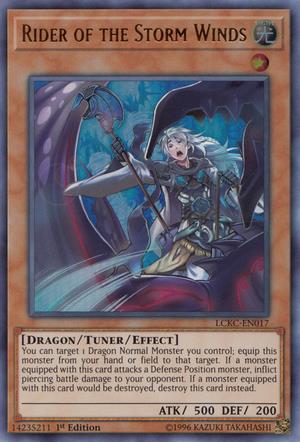 RIDER OF THE STORM WINDS
LIGHT
光
LCKC-EN017
[DRAGON/TUNER/EFFECT]
You can target 1 Dragon Normal Monster you control; equip this
monster from your hand or field to that target. If a monster
equipped with this card attacks a Defense Position monster, inflict
piercing battle damage to your opponent. If a monster equipped
with this card would be destroyed, destroy this card instead.
ATK/ 500 DEF/ 200
14235211 1st Edition ©1996 KAZUKI TAKAHASHI